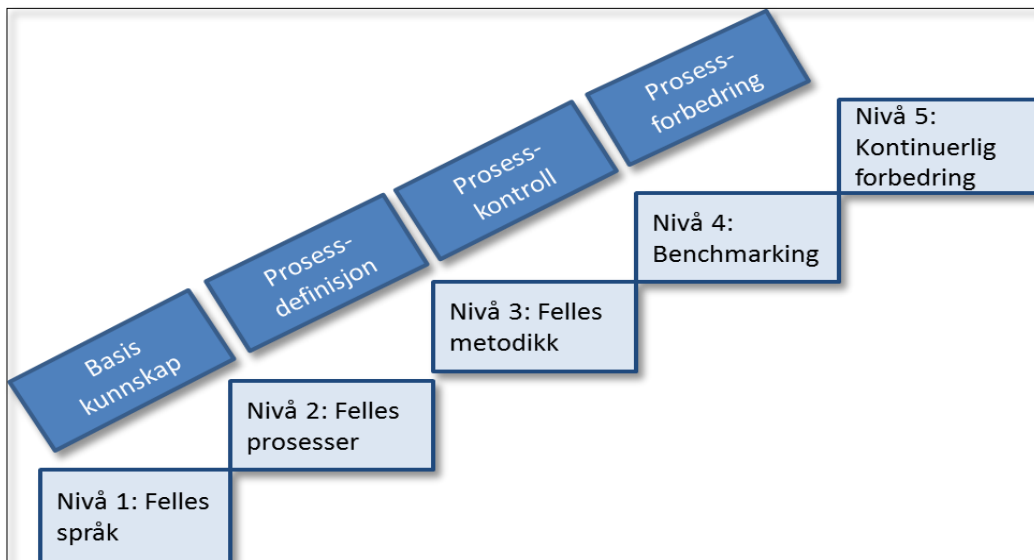 Prosess-
forbedring
Prosess-
kontroll
Prosess-
definisjon
Basis
kunnskap
Nivå 5:
Kontinuerlig
forbedring
Nivå 4:
Benchmarking
Nivå 3: Felles
metodikk
Nivå 2: Felles
prosesser
Nivå 1: Felles
språk